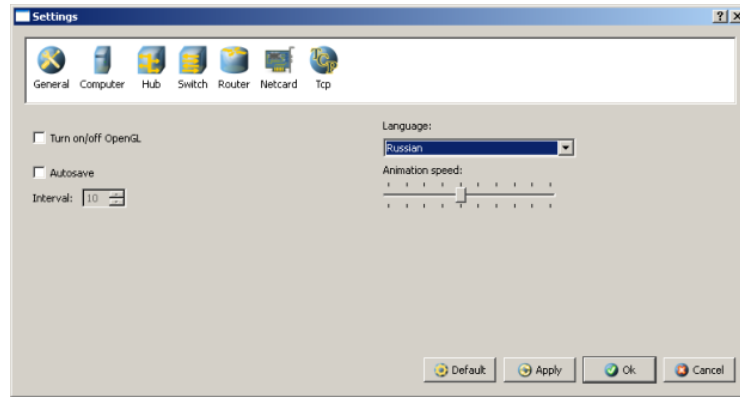 Settings
General Computer Hub Switch Router Netcard Tcp
Turn on/off OpenGL
Autosave
Interval: 10
Language:
Russian
Animation speed:
Default Apply Ok Cancel